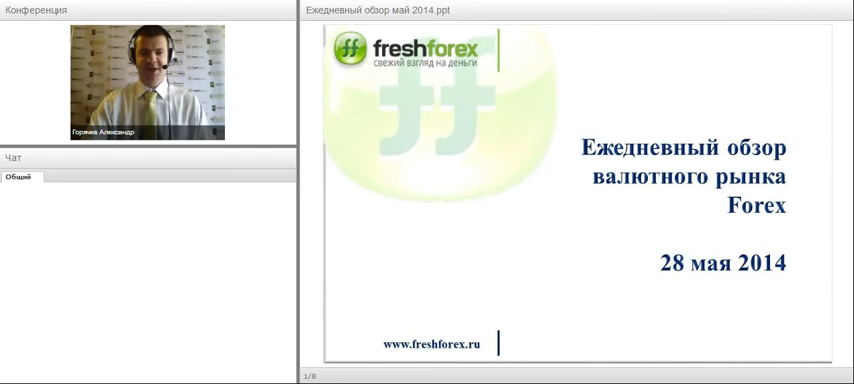 Конференция
Горячев Александр
Чат
Общий
Ежедневный обзор май 2014.ppt
freshforex
свежий взгляд на деньги
Ежедневный обзор
валютного рынка
Forex
28 мая 2014
www.freshforex.ru
1/8